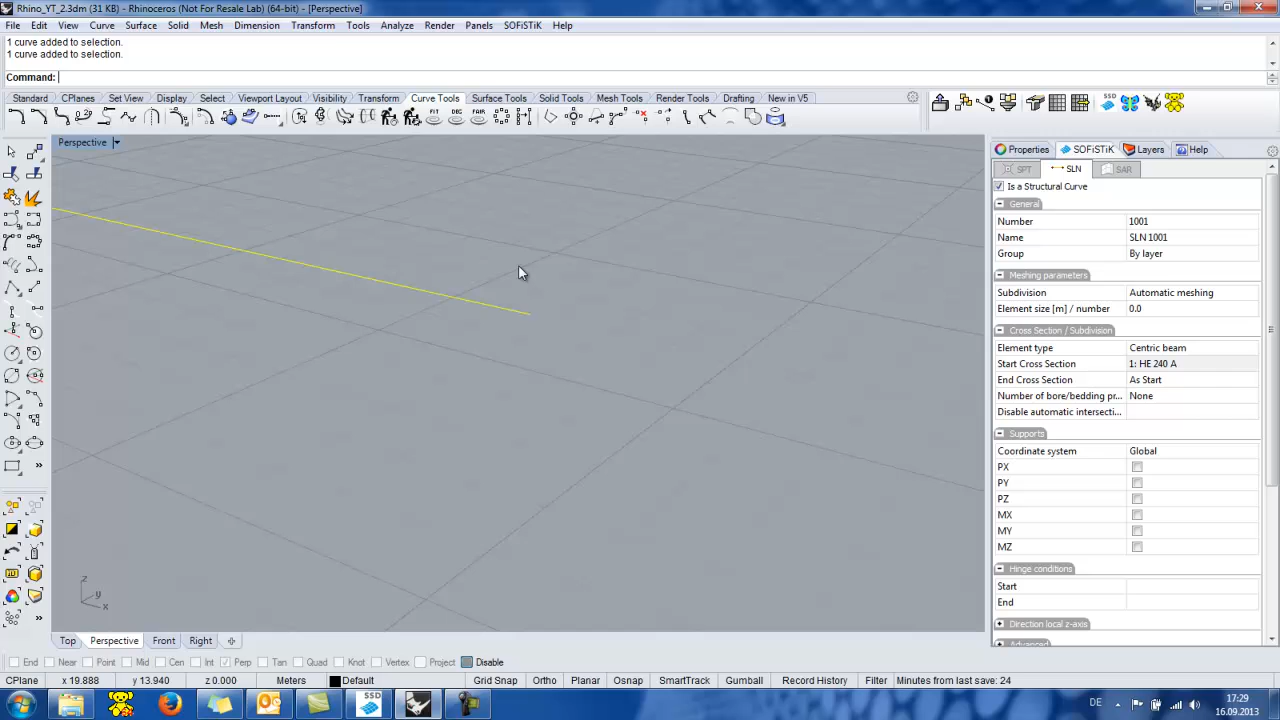 Rhino_YT_2.3dm (31 KB) - Rhinoceros (Not For Resale Lab) (64-bit) - [Perspective]
File Edit View Curve Surface Solid Mesh Dimension Transform Tools Analyze Render Panels SOFiSTiK Help
1 curve added to selection.
1 curve added to selection.
Command:
Standard CPlanes Set View Display Select Viewport Layout Visibility Transform Curve Tools Surface Tools Solid Tools Mesh Tools Render Tools Drafting New in V5
FIT DEG FAIR
SSD
Perspective
Properties SOFiSTiK Layers Help
SPT SLN SAR
Is a Structural Curve
General
Number 1001
Name SLN 1001
Group By layer
Meshing parameters
Subdivision Automatic meshing
Element size [m] / number 0.0
Cross Section / Subdivision
Element type Centric beam
Start Cross Section 1: HE 240 A
End Cross Section As Start
Number of bore/bedding pr... None
Disable automatic intersecti...
Supports
Coordinate system Global
PX
PY
PZ
MX
MY
MZ
Hinge conditions
Start
End
Direction local z-axis
Advanced
z
y
x
Top Perspective Front Right
End Near Point Mid Cen Int Perp Tan Quad Knot Vertex Project Disable
CPlane x 19.888 y 13.940 z 0.000 Meters Default Grid Snap Ortho Planar Osnap SmartTrack Gumball Record History Filter Minutes from last save: 24
SSD
DE
17:29
16.09.2013